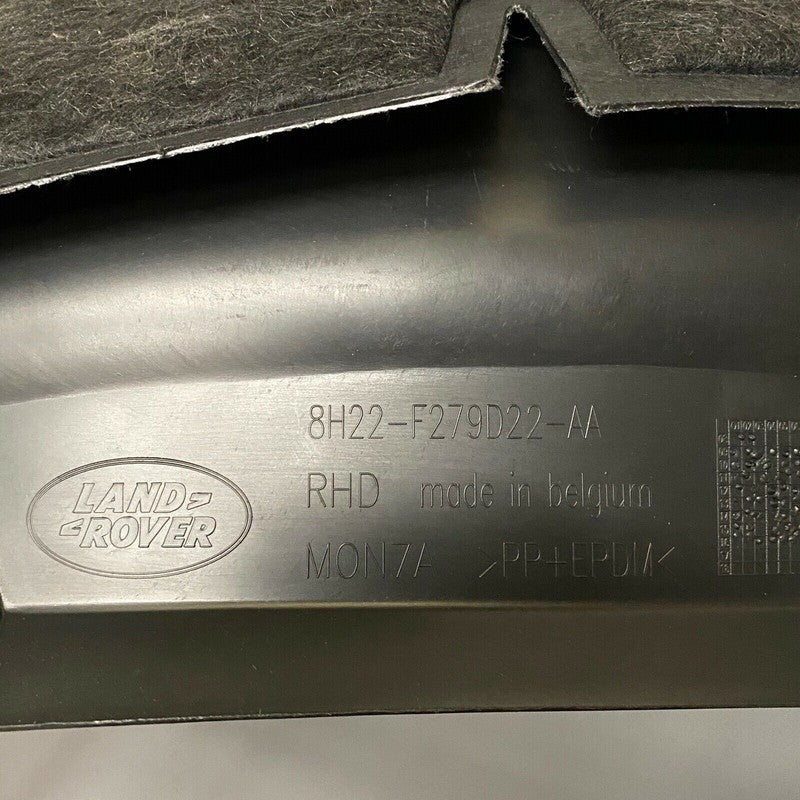 LAND
ROVER
8H22-F279D22-AA
RHD made in belgium
MON7A >PP+EPDM<